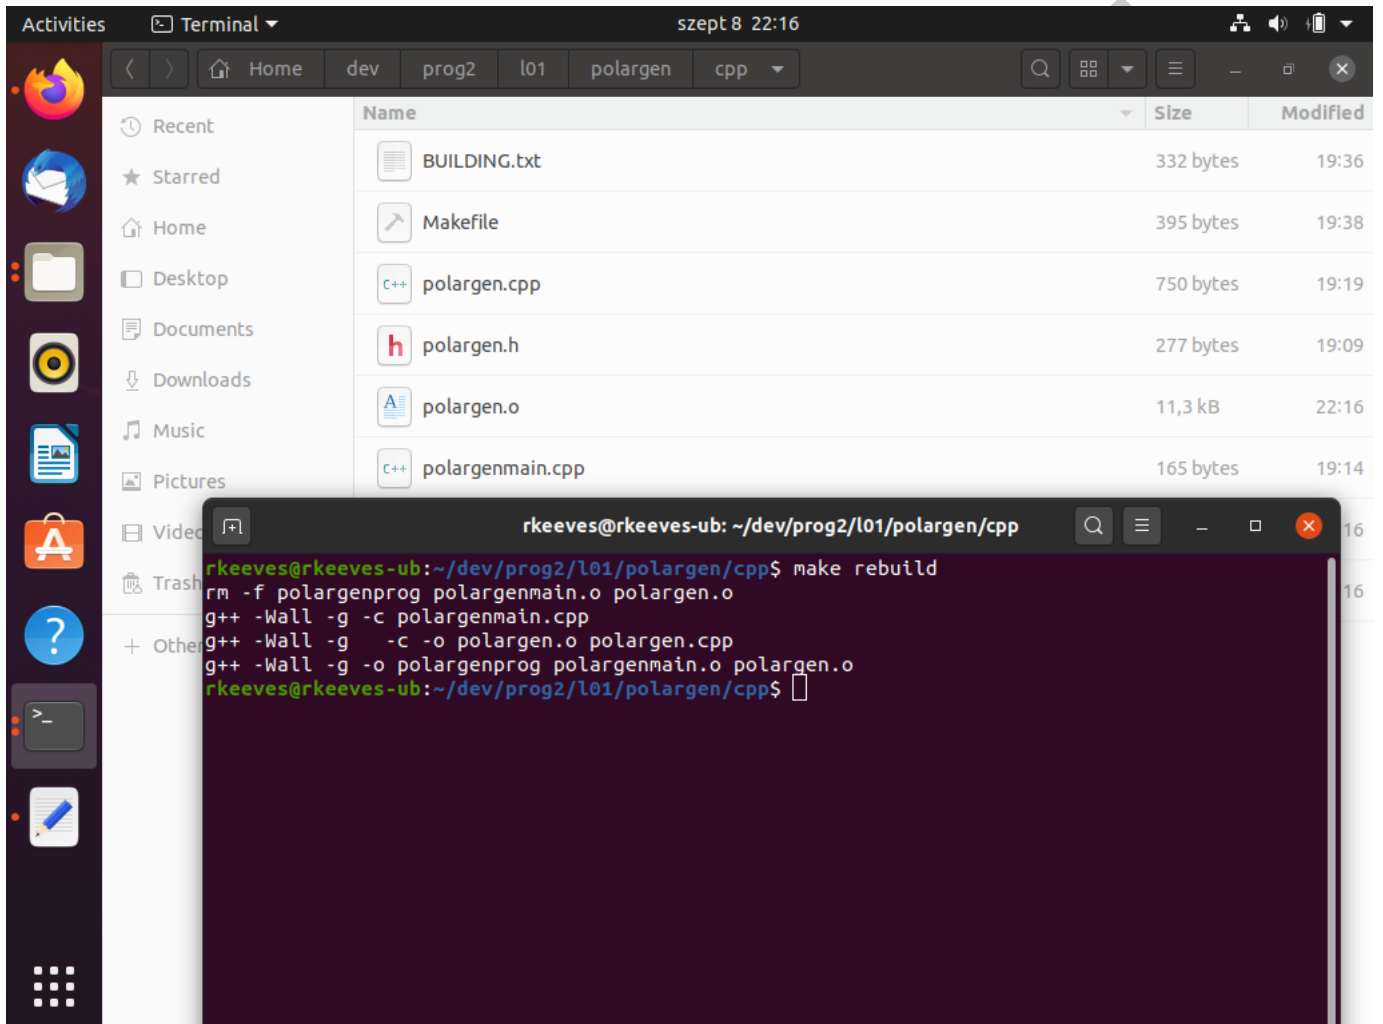 Activities Terminal szept 8 22:16
Home dev prog2 l01 polargen cpp
Name Size Modified
Recent
Starred
Home
Desktop
Documents
Downloads
Music
Pictures
Trash
BUILDING.txt 332 bytes 19:36
Makefile 395 bytes 19:38
C++ polargen.cpp 750 bytes 19:19
h polargen.h 277 bytes 19:09
A polargen.o 11,3 kB 22:16
C++ polargenmain.cpp 165 bytes 19:14
16
16
rkeeves@rkeeves-ub: ~/dev/prog2/l01/polargen/cpp
rkeeves@rkeeves-ub:~/dev/prog2/l01/polargen/cpp$ make rebuild
rm -f polargenprog polargenmain.o polargen.o
g++ -Wall -g -c polargenmain.cpp
g++ -Wall -g   -c -o polargen.o polargen.cpp
g++ -Wall -g -o polargenprog polargenmain.o polargen.o
rkeeves@rkeeves-ub:~/dev/prog2/l01/polargen/cpp$